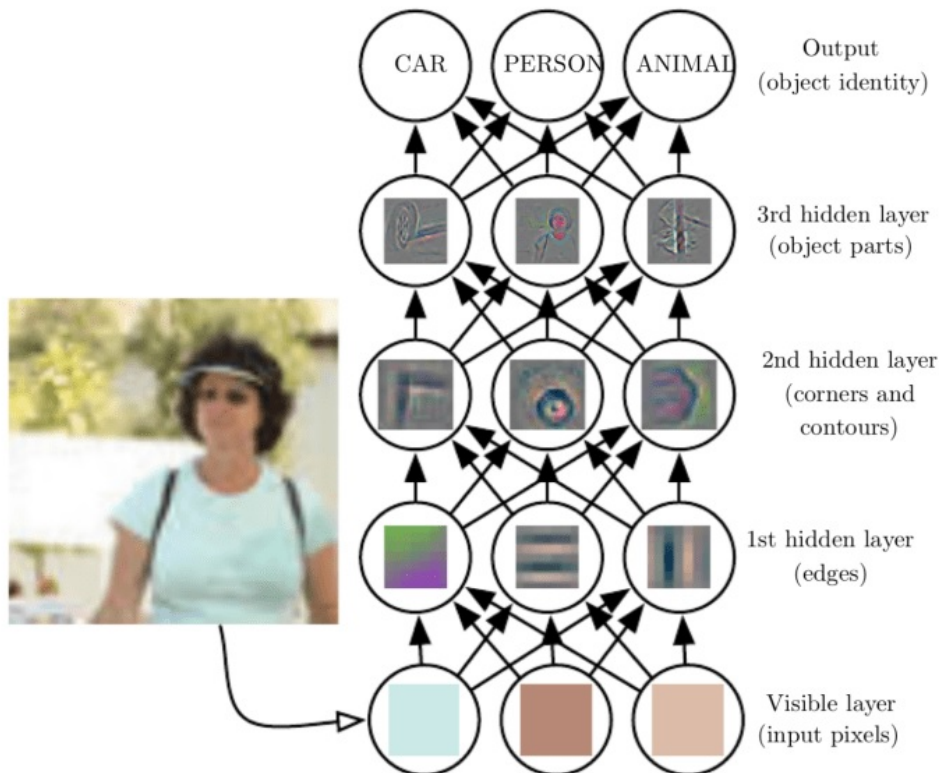 CAR PERSON ANIMAL
Output
(object identity)
3rd hidden layer
(object parts)
2nd hidden layer
(corners and
contours)
1st hidden layer
(edges)
Visible layer
(input pixels)